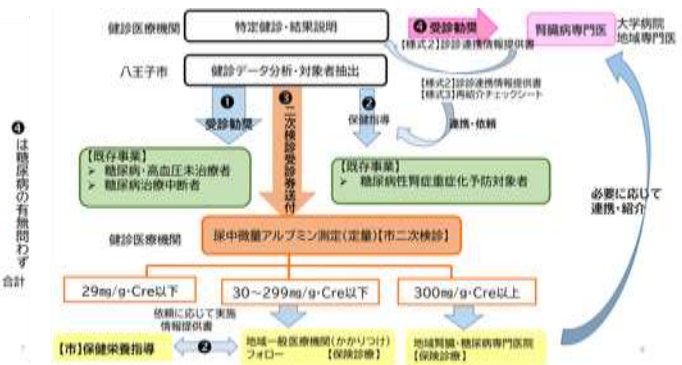 健診医療機関
特定健診・結果説明
❹受診勧奨
腎臓病専門医
大学病院
地域専門医
【様式2】診診連携情報提供書
八王子市
健診データ分析・対象者抽出
【様式2】診診連携情報提供書
【様式3】再紹介チェックシート
❶
受診勧奨
❸二次検診受診券送付
❷
保健指導
連携・依頼
【既存事業】
➢ 糖尿病・高血圧未治療者
➢ 糖尿病治療中断者
【既存事業】
➢ 糖尿病性腎症重症化予防対象者
❹は糖尿病の有無問わず
必要に応じて
連携・紹介
健診医療機関
尿中微量アルブミン測定(定量)【市二次検診】
合計
29mg/g・Cre以下
30～299mg/g・Cre以下
300mg/g・Cre以上
依頼に応じて実施
情報提供書
【市】保健栄養指導
❷
地域一般医療機関(かかりつけ)
フォロー 【保険診療】
地域腎臓・糖尿病専門医院
【保険診療】